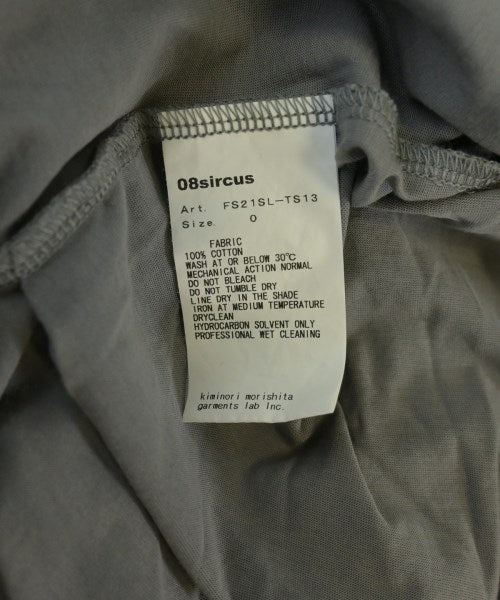 08sircus
Art. FS21SL-TS13
Size. 0
FABRIC
100% COTTON
WASH AT OR BELOW 30℃
MECHANICAL ACTION NORMAL
DO NOT BLEACH
DO NOT TUMBLE DRY
LINE DRY IN THE SHADE
IRON AT MEDIUM TEMPERATURE
DRYCLEAN
HYDROCARBON SOLVENT ONLY
PROFESSIONAL WET CLEANING
kiminori morishita
garments lab Inc.